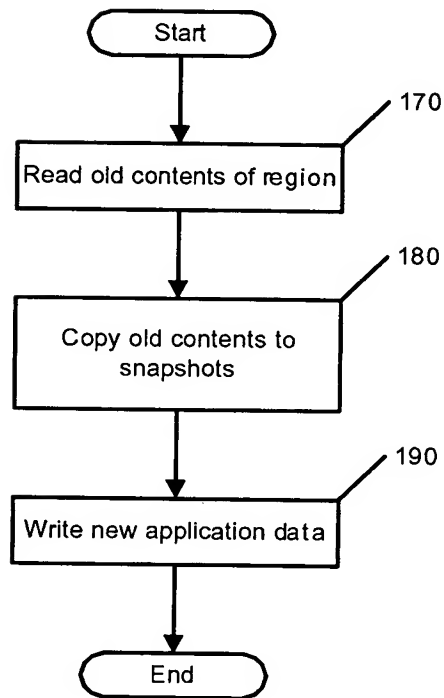 Start
170
Read old contents of region
180
Copy old contents to
snapshots
190
Write new application data
End